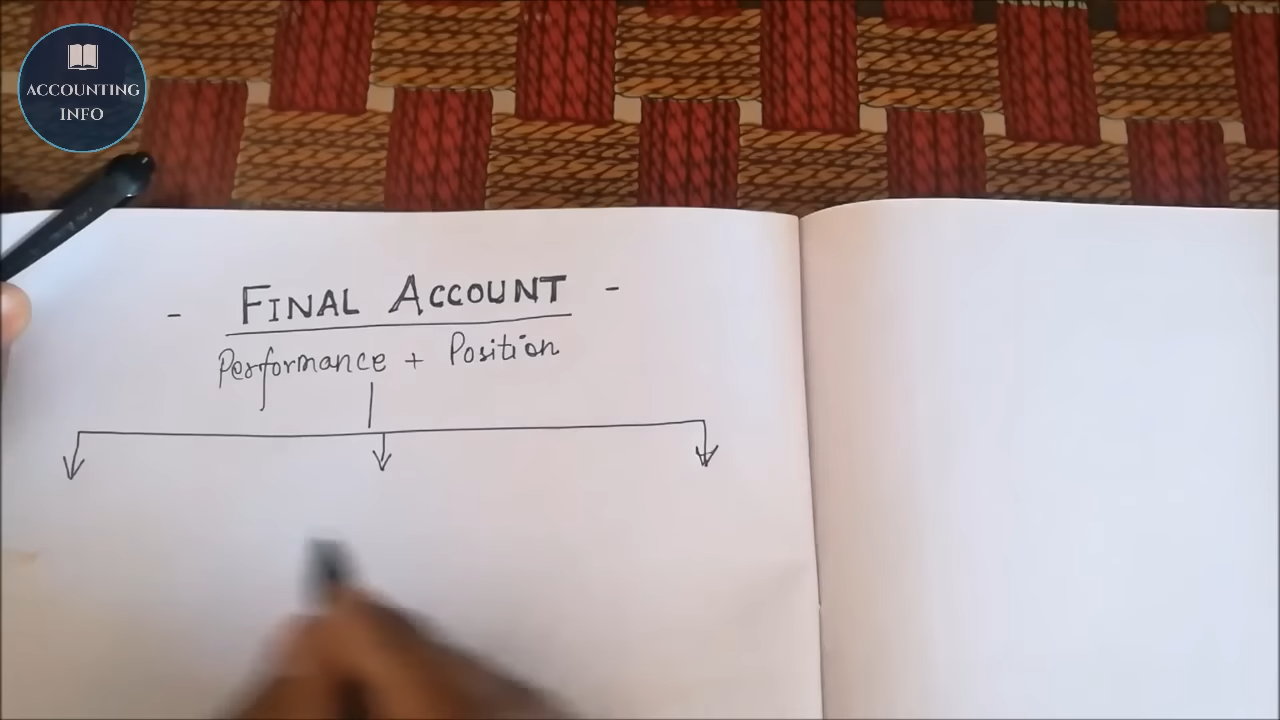 ACCOUNTING
INFO
- FINAL ACCOUNT -
Performance + Position